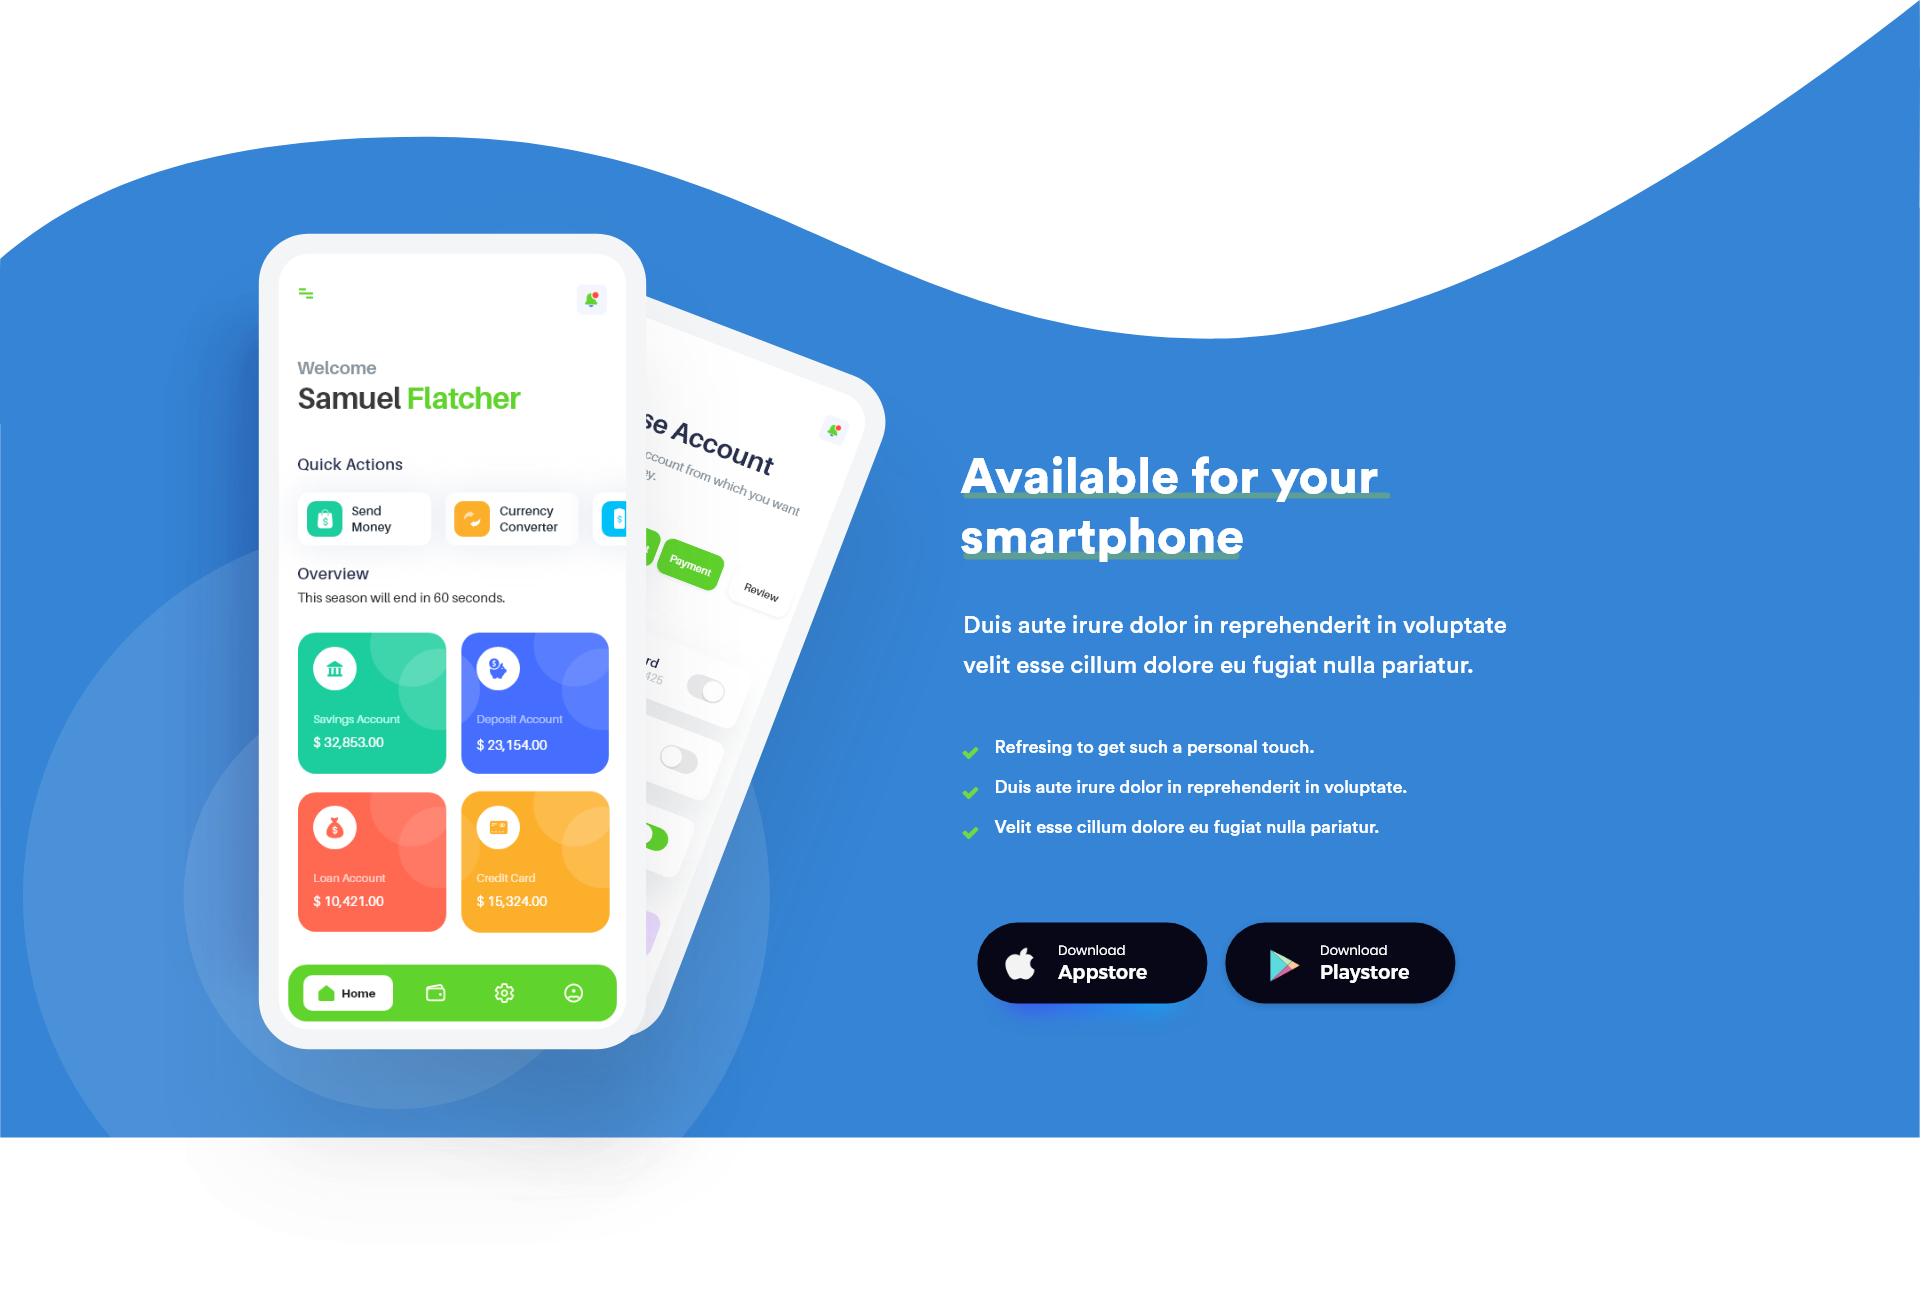 Welcome
Samuel Flatcher
Quick Actions
Send
Money
Currency
Converter
Overview
This season will end in 60 seconds.
Savings Account
$ 32,853.00
Deposit Account
$ 23,154.00
Loan Account
$ 10,421.00
Credit Card
$ 15,324.00
Home
se Account
ccount from which you want
ey.
Payment
Review
rd
425
Available for your
smartphone
Duis aute irure dolor in reprehenderit in voluptate
velit esse cillum dolore eu fugiat nulla pariatur.
Refresing to get such a personal touch.
Duis aute irure dolor in reprehenderit in voluptate.
Velit esse cillum dolore eu fugiat nulla pariatur.
Download
Appstore
Download
Playstore